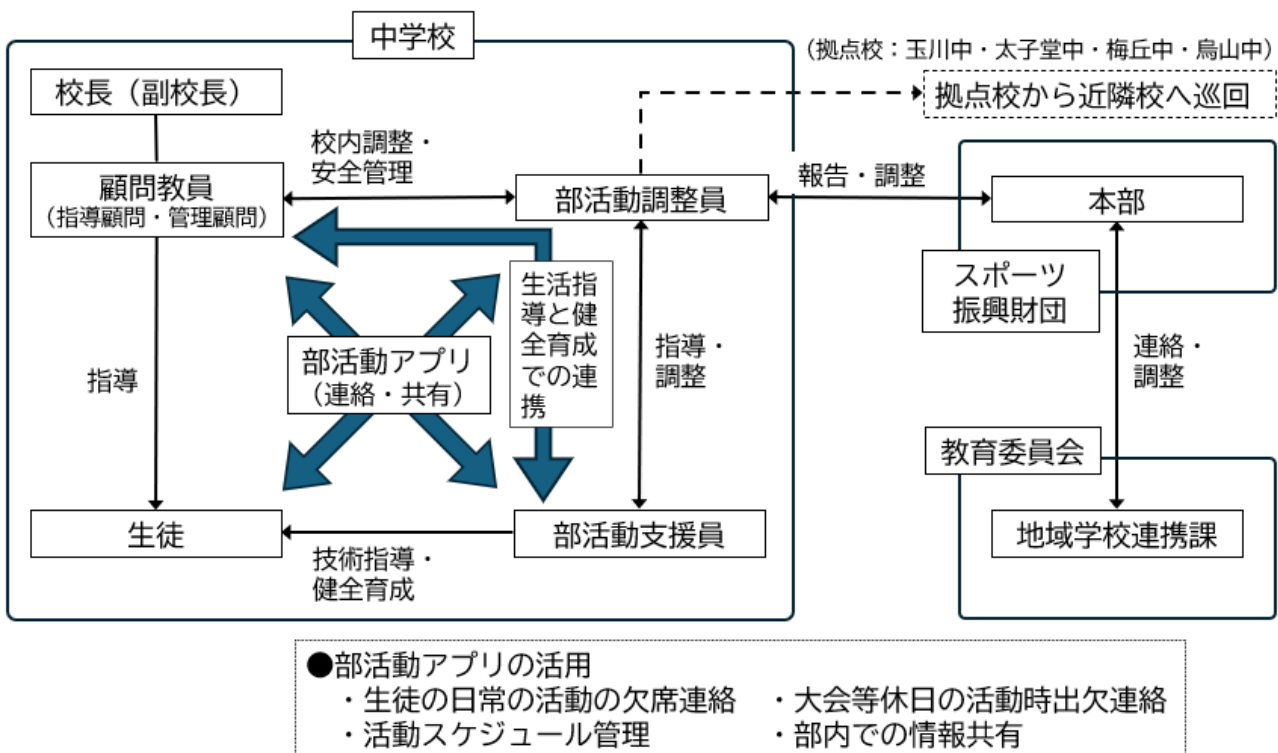 中学校
（拠点校：玉川中・太子堂中・梅丘中・烏山中）
校長（副校長）
拠点校から近隣校へ巡回
校内調整・
安全管理
顧問教員
（指導顧問・管理顧問）
部活動調整員
報告・調整
本部
生活指
導と健
全育成
での連
携
スポーツ
振興財団
部活動アプリ
（連絡・共有）
指導
指導・
調整
連絡・
調整
教育委員会
生徒
部活動支援員
地域学校連携課
技術指導・
健全育成
●部活動アプリの活用
・生徒の日常の活動の欠席連絡　・大会等休日の活動時出欠連絡
・活動スケジュール管理　・部内での情報共有